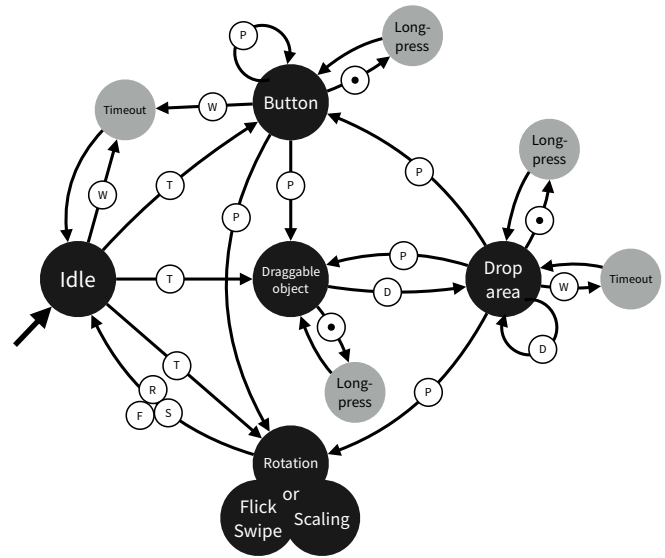 P
Long-
press
Button
W
Timeout
Long-
press
W
T
P
P
P
Idle
T
Draggable
object
P
D
Drop
area
W
Timeout
D
T
R
F
S
Long-
press
P
Rotation
or
Flick
Swipe
Scaling